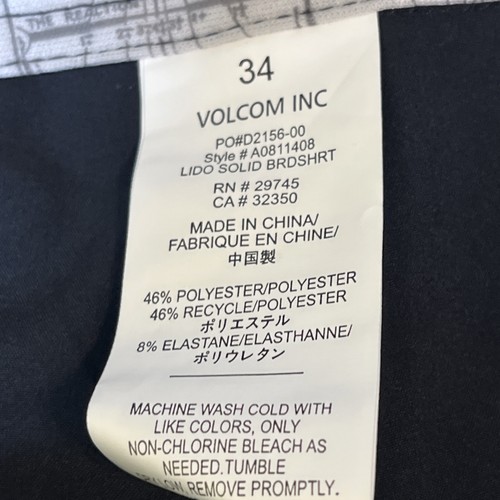 THE REACTION
34
VOLCOM INC
PO#D2156-00
Style # A0811408
LIDO SOLID BRDSHRT
RN # 29745
CA # 32350
MADE IN CHINA/
FABRIQUE EN CHINE/
中国製
46% POLYESTER/POLYESTER
46% RECYCLE/POLYESTER
ポリエステル
8% ELASTANE/ELASTHANNE/
ポリウレタン
MACHINE WASH COLD WITH
LIKE COLORS, ONLY
NON-CHLORINE BLEACH AS
NEEDED.TUMBLE
REMOVE PROMPTLY.